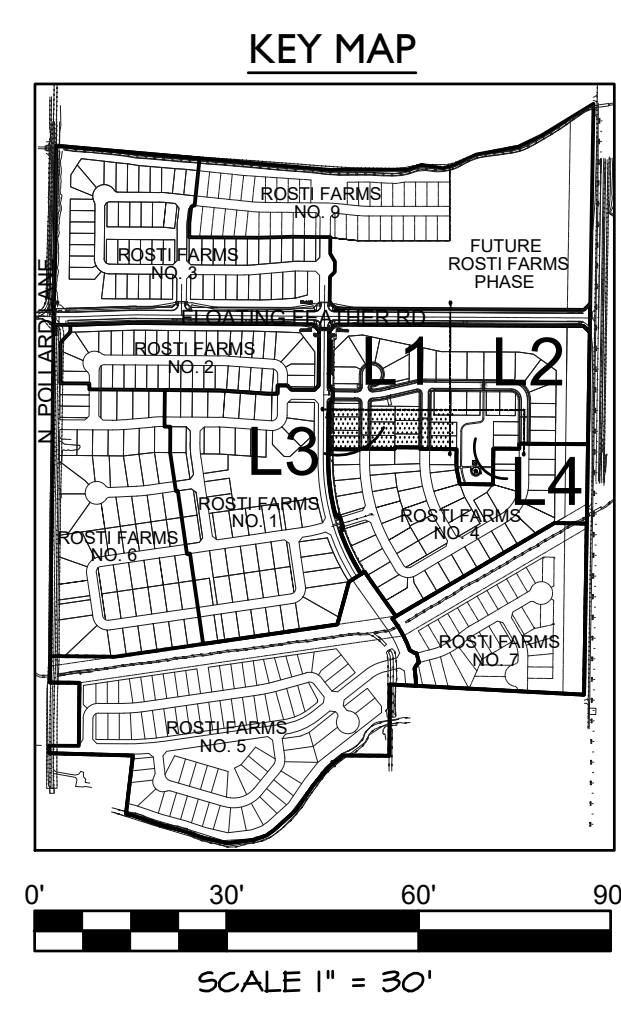 KEY MAP
ROSTI FARMS
NO. 9
ROSTI FARMS
NO. 3
FUTURE
ROSTI FARMS
PHASE
N. POLLARD LANE
FLOATING FEATHER RD
ROSTI FARMS
NO. 2
L1
L2
L3
L4
ROSTI FARMS
NO. 1
ROSTI FARMS
NO. 4
ROSTI FARMS
NO. 6
ROSTI FARMS
NO. 7
ROSTI FARMS
NO. 5
0' 30' 60' 90
SCALE 1" = 30'